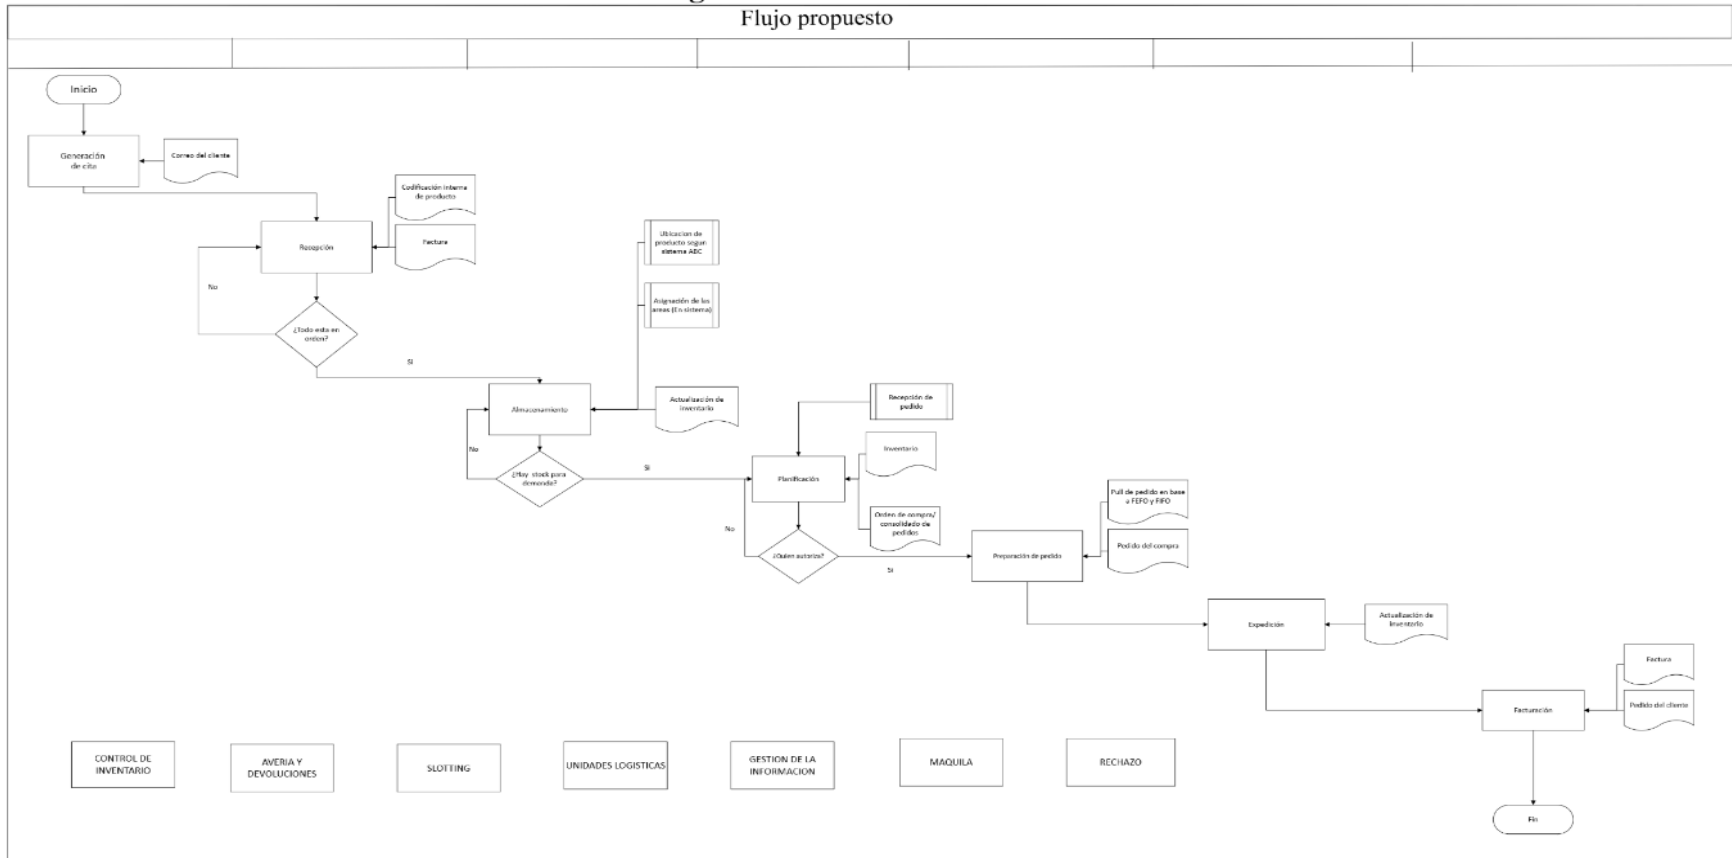 Flujo propuesto
Inicio
Generación
de cita
Correo del cliente
Codificación interna
de producto
Recepción
Factura
No
¿Todo esta en
orden?
Si
Ubicacion de
producto segun
sistema ABC
Asignación de las
areas (En sistema)
Almacenamiento
Actualización de
inventario
No
¿Hay stock para
demanda?
Si
Recepción de
pedido
Inventario
Planificación
Orden de compra/
consolidado de
pedidos
No
¿Quien autoriza?
Si
Pull de pedido en base
a FEFO y FIFO
Preparación de pedido
Pedido del compra
Expedición
Actualización de
inventario
Factura
Facturación
Pedido del cliente
Fin
CONTROL DE
INVENTARIO
AVERIA Y
DEVOLUCIONES
SLOTTING
UNIDADES LOGISTICAS
GESTION DE LA
INFORMACION
MAQUILA
RECHAZO